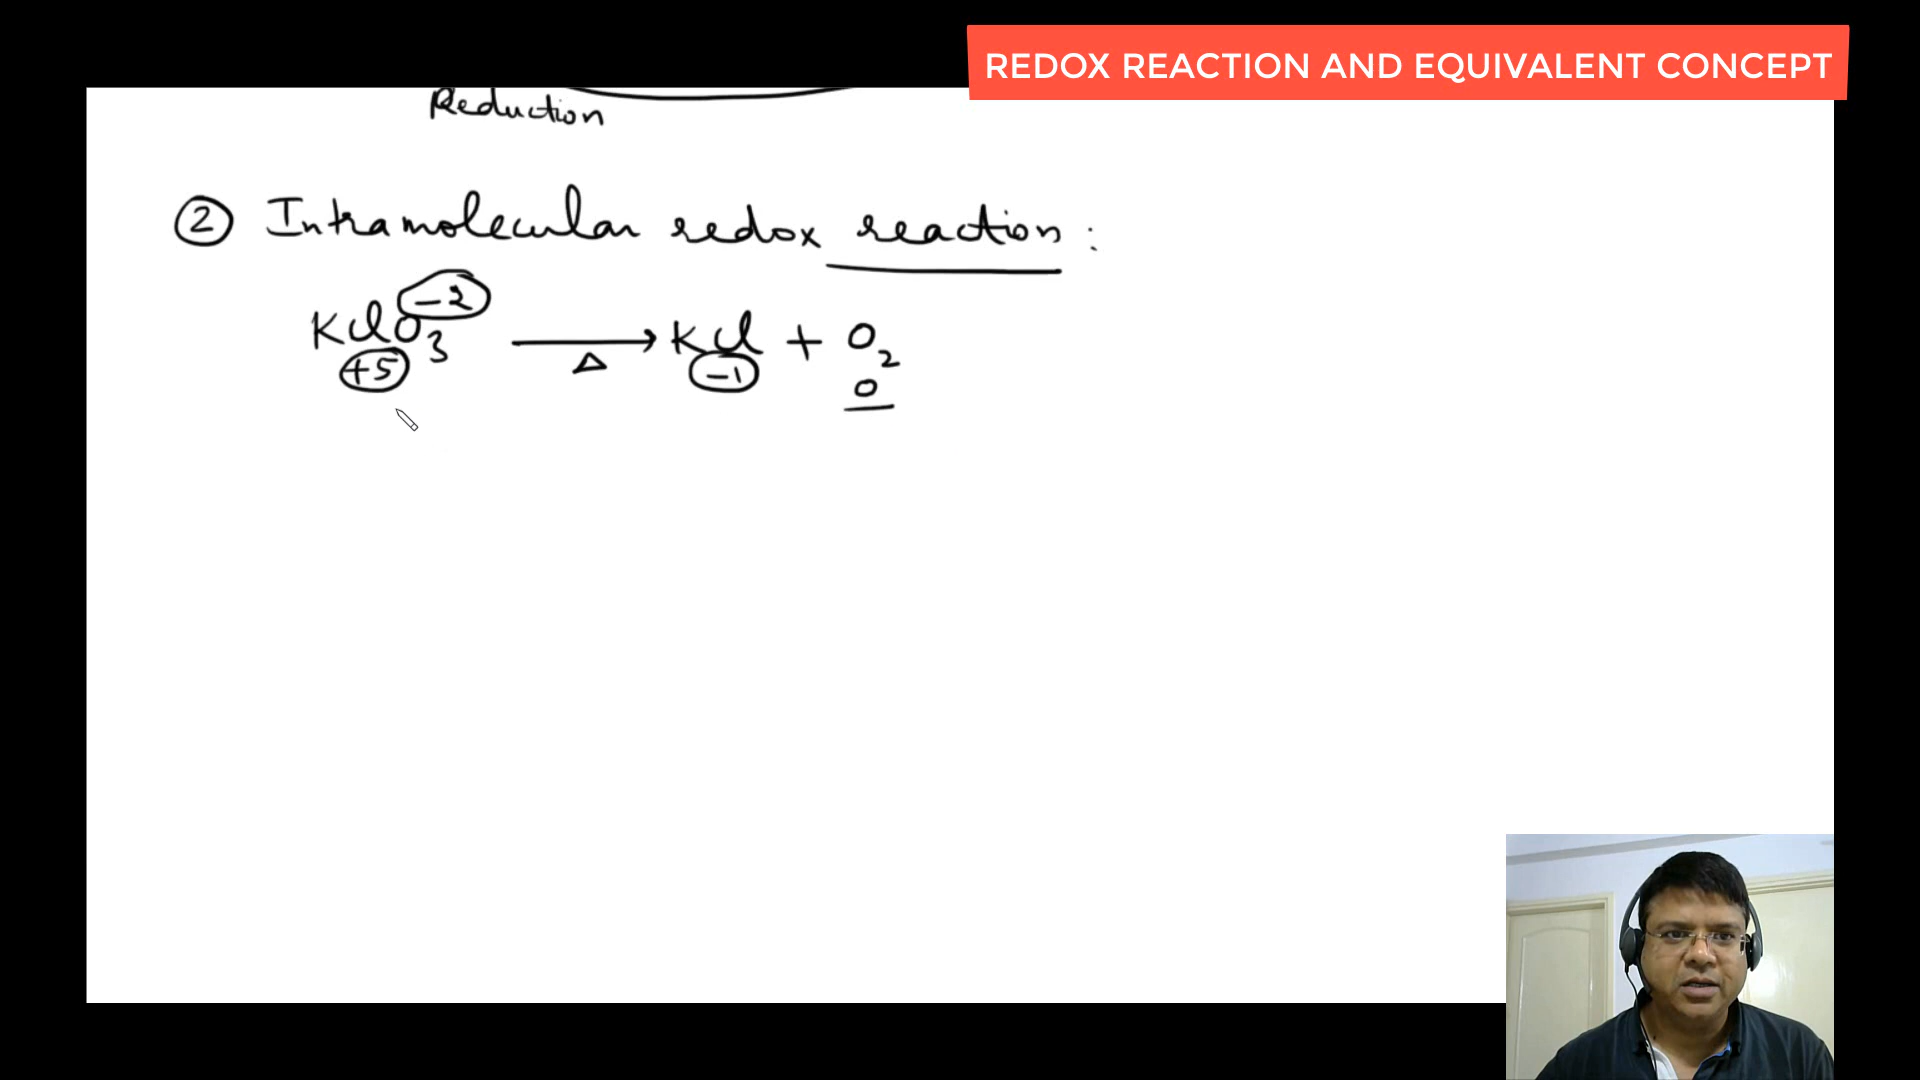 REDOX REACTION AND EQUIVALENT CONCEPT
Reduction
② Intramolecular redox reaction :
KClO₃ ⟶ KCl + O₂
-2
Δ
+5 -1 0